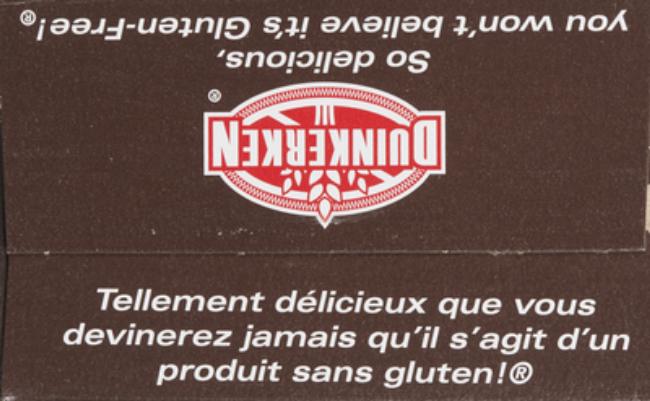 So delicious,
you won't believe it's Gluten-Free!®
DUINKERKEN
®
Tellement délicieux que vous
devinerez jamais qu'il s'agit d'un
produit sans gluten!®